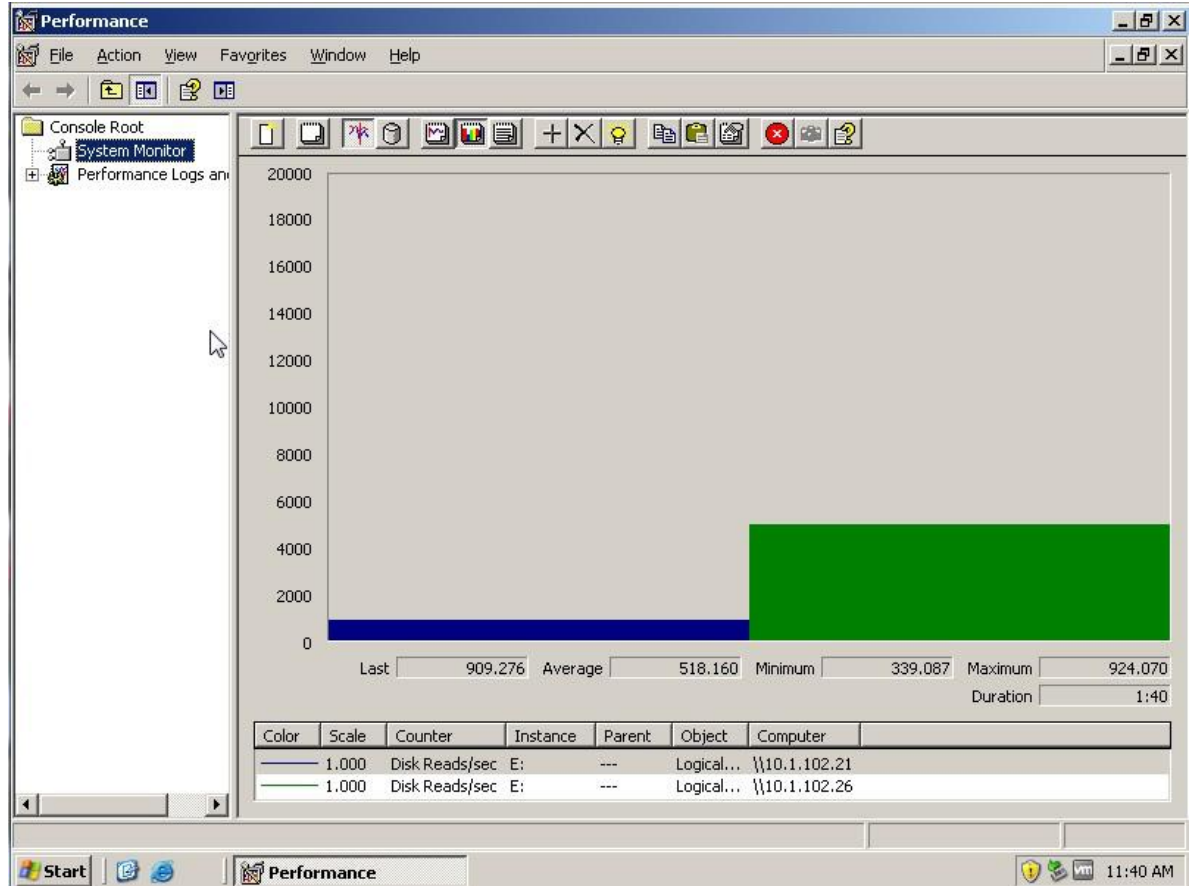 Performance
File Action View Favorites Window Help
Console Root
System Monitor
Performance Logs an
20000
18000
16000
14000
12000
10000
8000
6000
4000
2000
0
Last 909.276 Average 518.160 Minimum 339.087 Maximum 924.070
Duration 1:40
Color Scale Counter Instance Parent Object Computer
1.000 Disk Reads/sec E: --- Logical... \\10.1.102.21
1.000 Disk Reads/sec E: --- Logical... \\10.1.102.26
Start Performance vm 11:40 AM